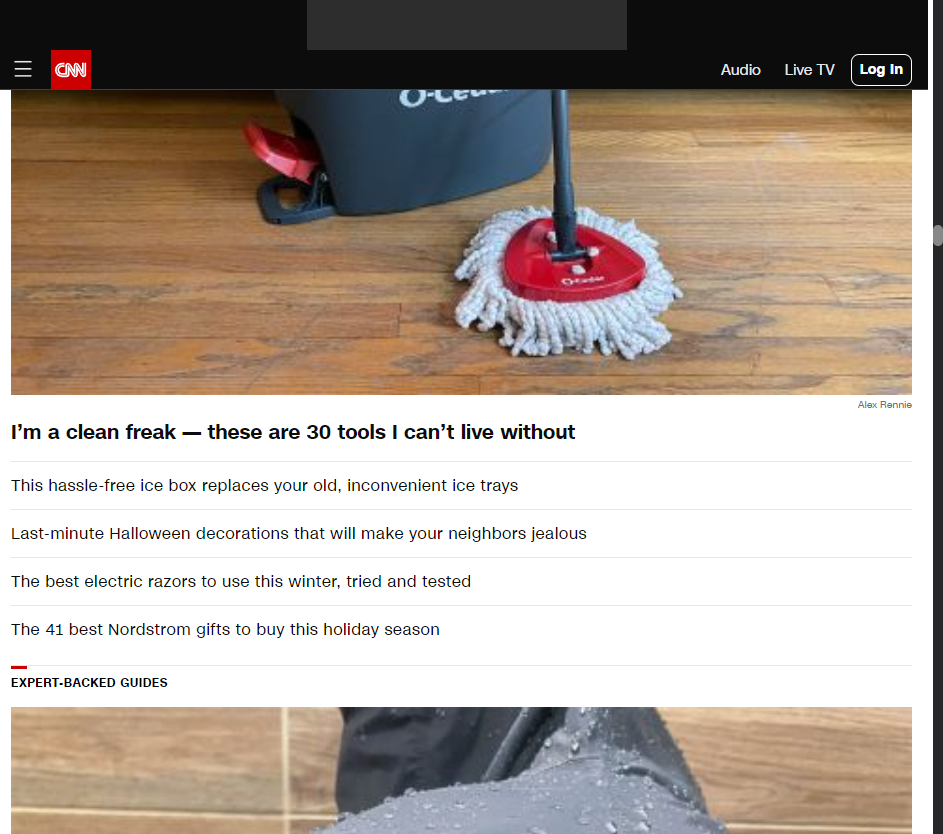 CNN
Audio
Live TV
Log In
O-Cedar
O-Cedar
Alex Rennie
I’m a clean freak — these are 30 tools I can’t live without
This hassle-free ice box replaces your old, inconvenient ice trays
Last-minute Halloween decorations that will make your neighbors jealous
The best electric razors to use this winter, tried and tested
The 41 best Nordstrom gifts to buy this holiday season
EXPERT-BACKED GUIDES